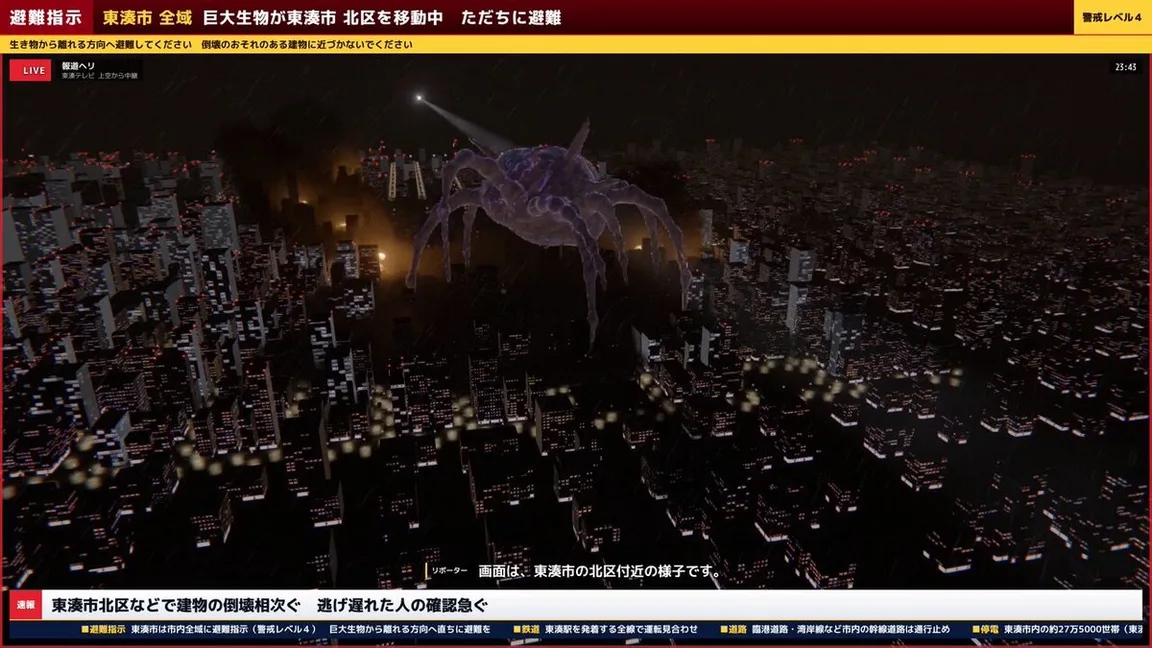 避難指示 東湊市 全域 巨大生物が東湊市 北区を移動中 ただちに避難
警戒レベル4
生き物から離れる方向へ避難してください 倒壊のおそれのある建物に近づかないでください
LIVE
報道ヘリ
東湊テレビ 上空から中継
23:43
リポーター 画面は、東湊市の北区付近の様子です。
速報 東湊市北区などで建物の倒壊相次ぐ 逃げ遅れた人の確認急ぐ
■避難指示 東湊市は市内全域に避難指示（警戒レベル4） 巨大生物から離れる方向へ直ちに避難を ■鉄道 東湊駅を発着する全線で運転見合わせ ■道路 臨港道路・湾岸線など市内の幹線道路は通行止め ■停電 東湊市内の約27万5000世帯（東湊